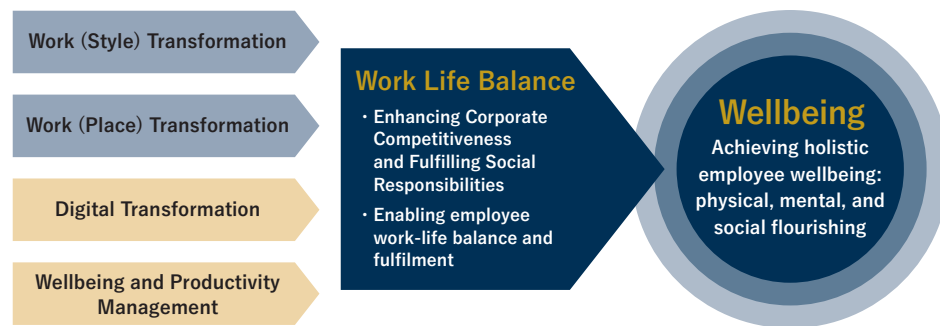 Work (Style) Transformation
Work (Place) Transformation
Digital Transformation
Wellbeing and Productivity
Management
Work Life Balance
・Enhancing Corporate
Competitiveness
and Fulfilling Social
Responsibilities
・Enabling employee
work-life balance and
fulfilment
Wellbeing
Achieving holistic
employee wellbeing:
physical, mental, and
social flourishing